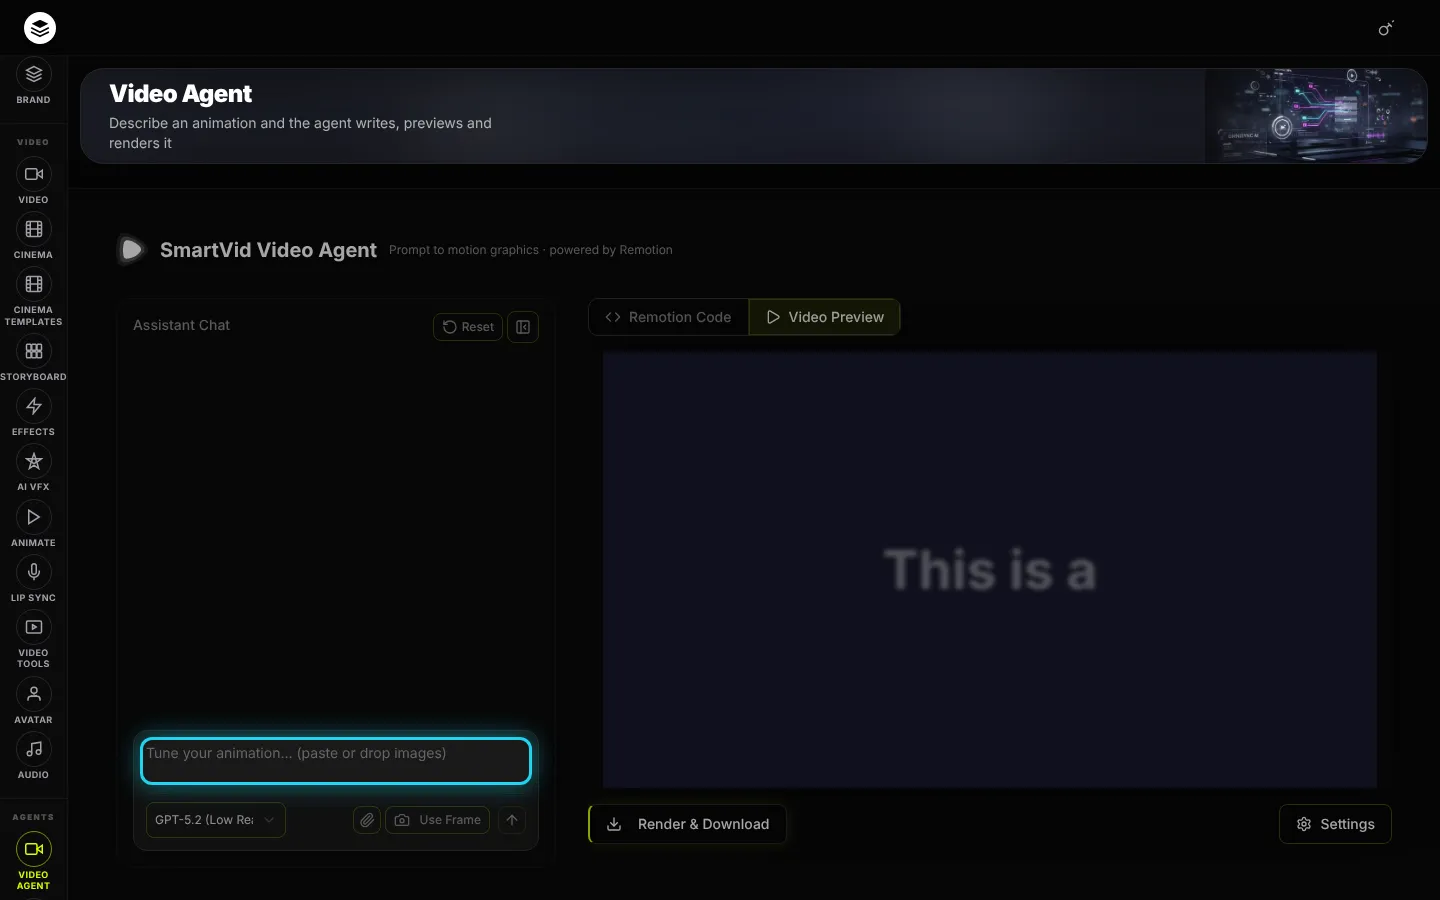 BRAND
VIDEO
VIDEO
CINEMA
CINEMA
TEMPLATES
STORYBOARD
EFFECTS
AI VFX
ANIMATE
LIP SYNC
VIDEO
TOOLS
AVATAR
AUDIO
AGENTS
VIDEO
AGENT
Video Agent
Describe an animation and the agent writes, previews and
renders it
SmartVid Video Agent
Prompt to motion graphics · powered by Remotion
Assistant Chat
Reset
Tune your animation... (paste or drop images)
GPT-5.2 (Low Rea
Use Frame
Remotion Code
Video Preview
This is a
Render & Download
Settings